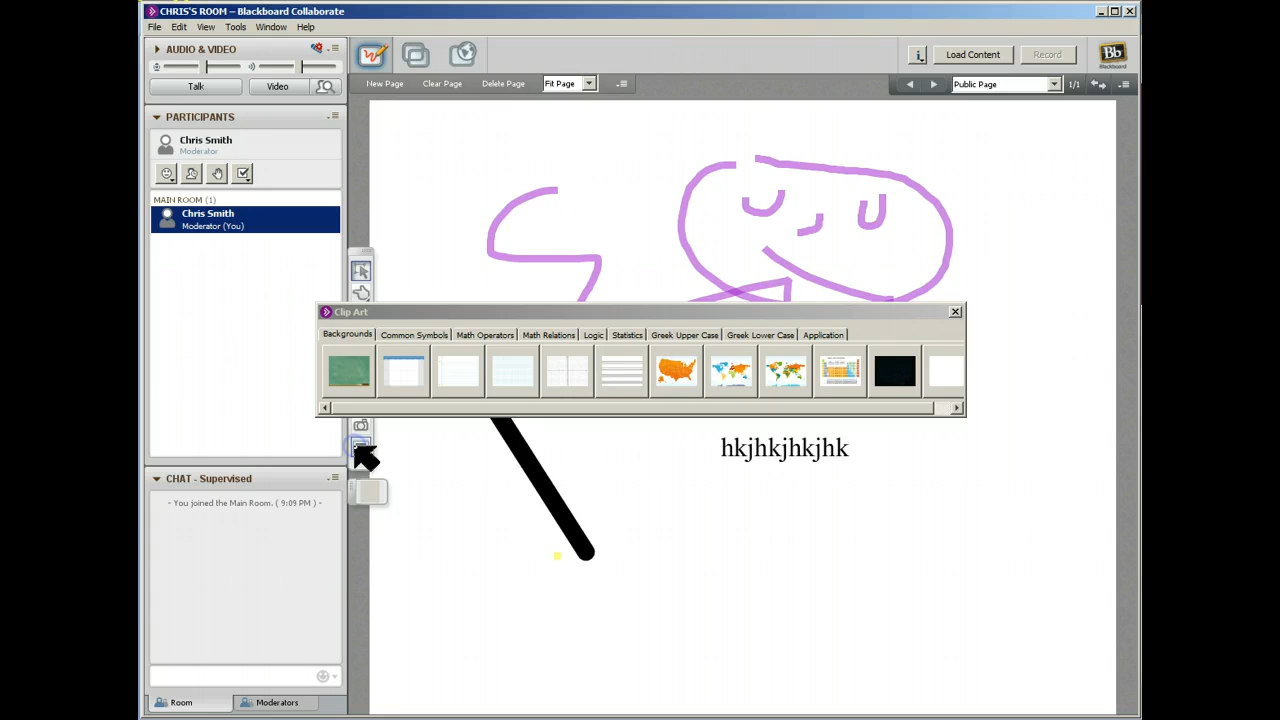 CHRIS'S ROOM – Blackboard Collaborate
File Edit View Tools Window Help
AUDIO & VIDEO
Talk Video
Load Content Record
Bb
Blackboard
New Page Clear Page Delete Page Fit Page
Public Page 1/1
PARTICIPANTS
Chris Smith
Moderator
MAIN ROOM (1)
Chris Smith
Moderator (You)
Clip Art
Backgrounds Common Symbols Math Operators Math Relations Logic Statistics Greek Upper Case Greek Lower Case Application
hkjhkjhkjhk
CHAT - Supervised
- You joined the Main Room. ( 9:09 PM ) -
Room Moderators